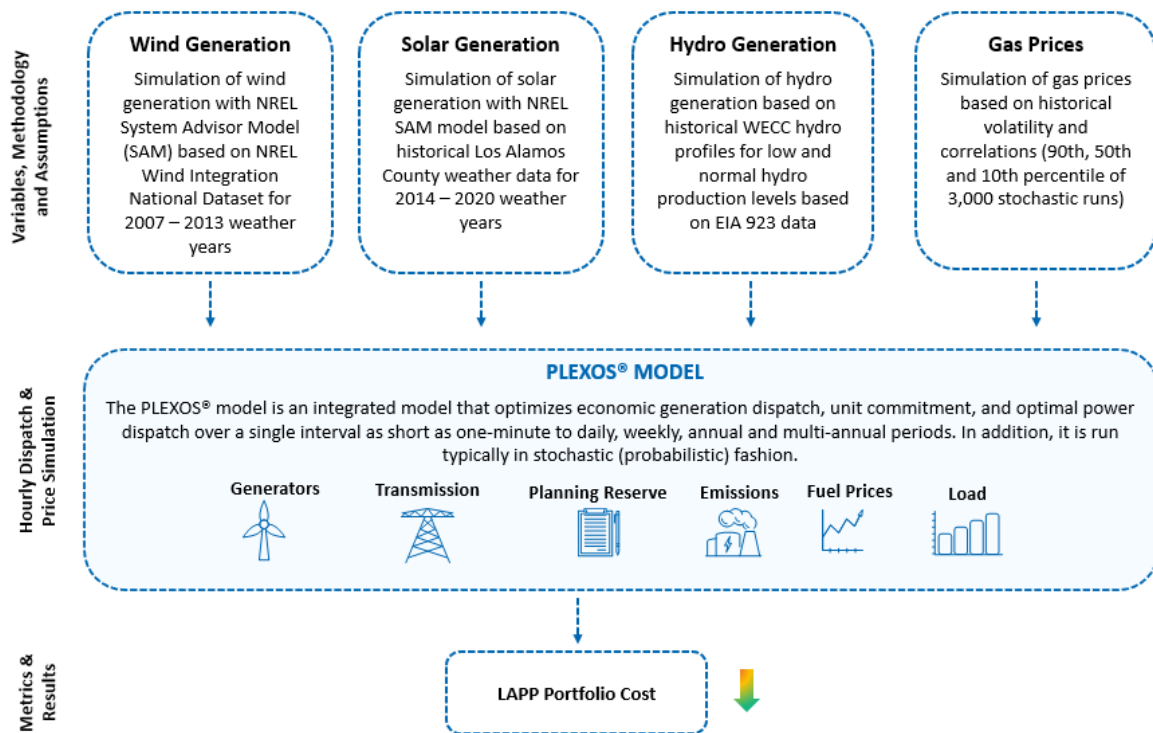 Variables, Methodology
and Assumptions
Wind Generation
Simulation of wind
generation with NREL
System Advisor Model
(SAM) based on NREL
Wind Integration
National Dataset for
2007 – 2013 weather
years
Solar Generation
Simulation of solar
generation with NREL
SAM model based on
historical Los Alamos
County weather data for
2014 – 2020 weather
years
Hydro Generation
Simulation of hydro
generation based on
historical WECC hydro
profiles for low and
normal hydro
production levels based
on EIA 923 data
Gas Prices
Simulation of gas prices
based on historical
volatility and
correlations (90th, 50th
and 10th percentile of
3,000 stochastic runs)
Hourly Dispatch &
Price Simulation
PLEXOS® MODEL
The PLEXOS® model is an integrated model that optimizes economic generation dispatch, unit commitment, and optimal power
dispatch over a single interval as short as one-minute to daily, weekly, annual and multi-annual periods. In addition, it is run
typically in stochastic (probabilistic) fashion.
Generators
Transmission
Planning Reserve
Emissions
Fuel Prices
Load
Metrics &
Results
LAPP Portfolio Cost